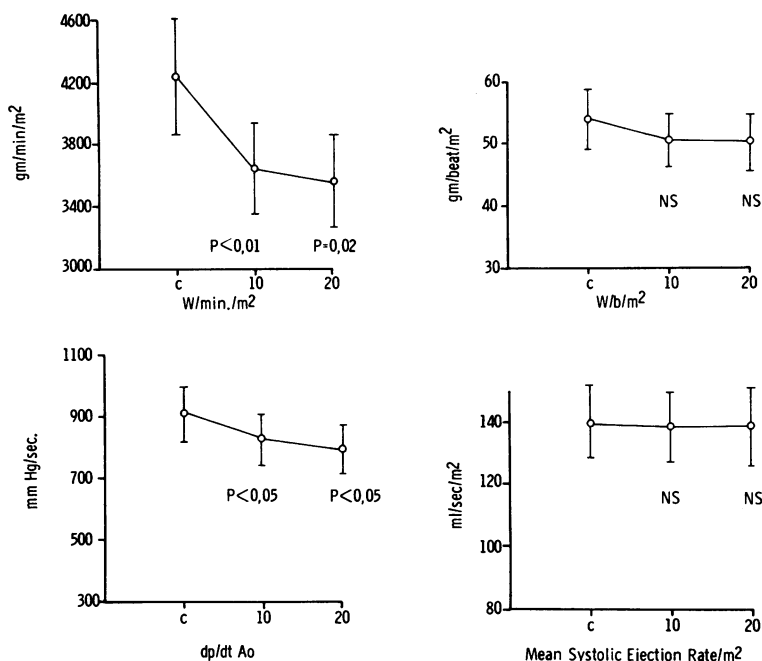 4600
4200
3800
3400
3000
gm/min/m²
P<0,01 P=0,02
c 10 20
W/min./m²
60
50
40
30
gm/beat/m²
NS NS
c 10 20
W/b/m²
1100
900
700
500
300
mm Hg/sec.
P<0,05 P<0,05
c 10 20
dp/dt Ao
140
120
100
80
ml/sec/m²
NS NS
c 10 20
Mean Systolic Ejection Rate/m²